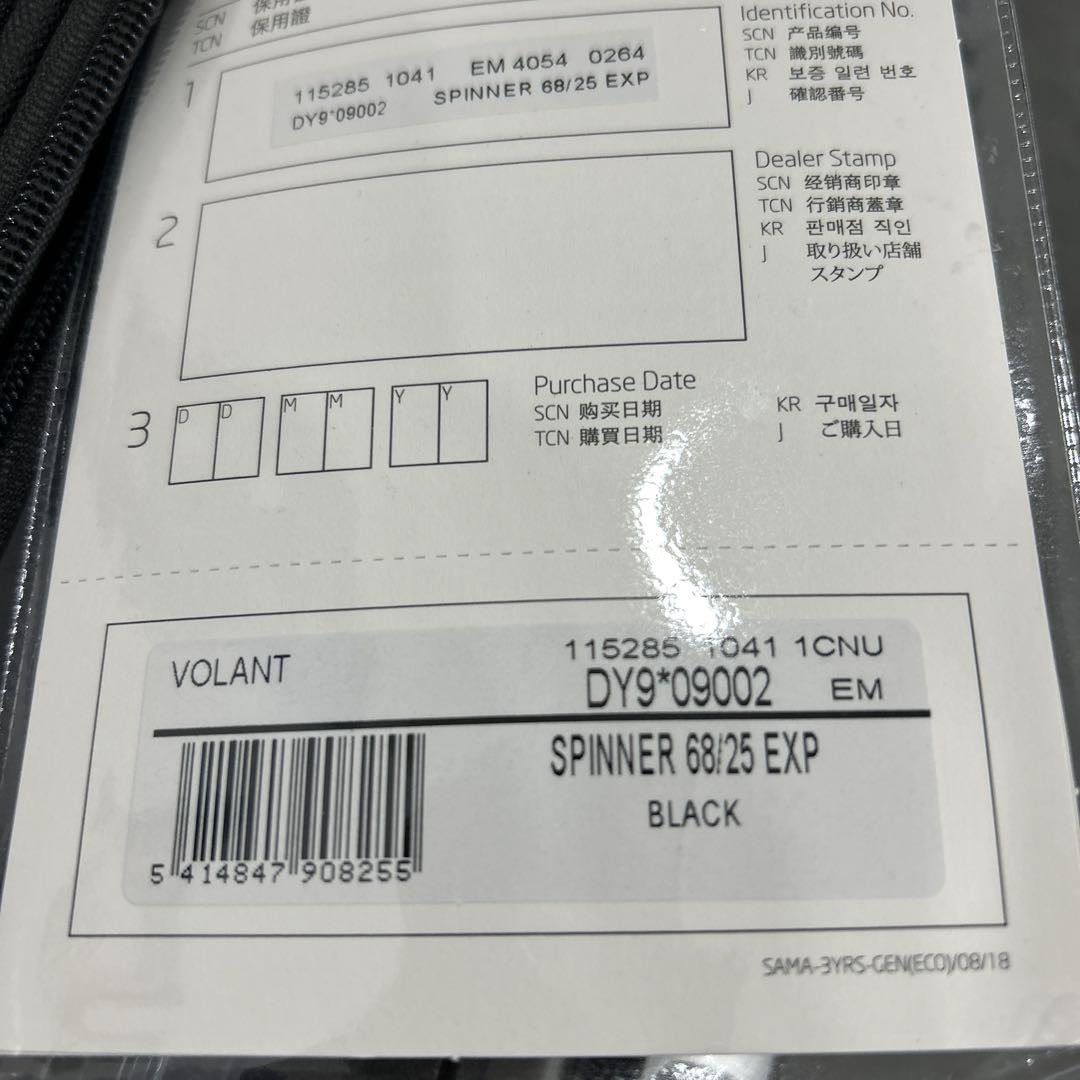 SCN
TCN 保用證
1
115285 1041 EM 4054 0264
DY9*09002 SPINNER 68/25 EXP
Identification No.
SCN 产品编号
TCN 識別號碼
KR 보증 일련 번호
J 確認番号
2
Dealer Stamp
SCN 经销商印章
TCN 行銷商蓋章
KR 판매점 직인
J 取り扱い店舗
スタンプ
3
D D M M Y Y
Purchase Date
SCN 购买日期
TCN 購買日期
KR 구매일자
J ご購入日
VOLANT
115285 1041 1CNU
DY9*09002 EM
SPINNER 68/25 EXP
BLACK
5 414847 908255
SAMA-3YRS-GEN(ECO)/08/18